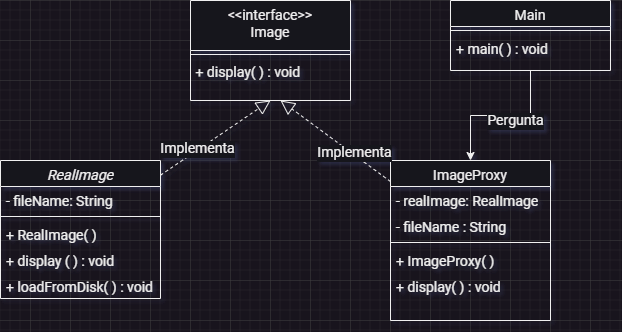 <<interface>>
Image
+ display( ) : void
Main
+ main( ) : void
Pergunta
Implementa
Implementa
RealImage
- fileName: String
+ RealImage( )
+ display ( ) : void
+ loadFromDisk( ) : void
ImageProxy
- realImage: RealImage
- fileName : String
+ ImageProxy( )
+ display( ) : void